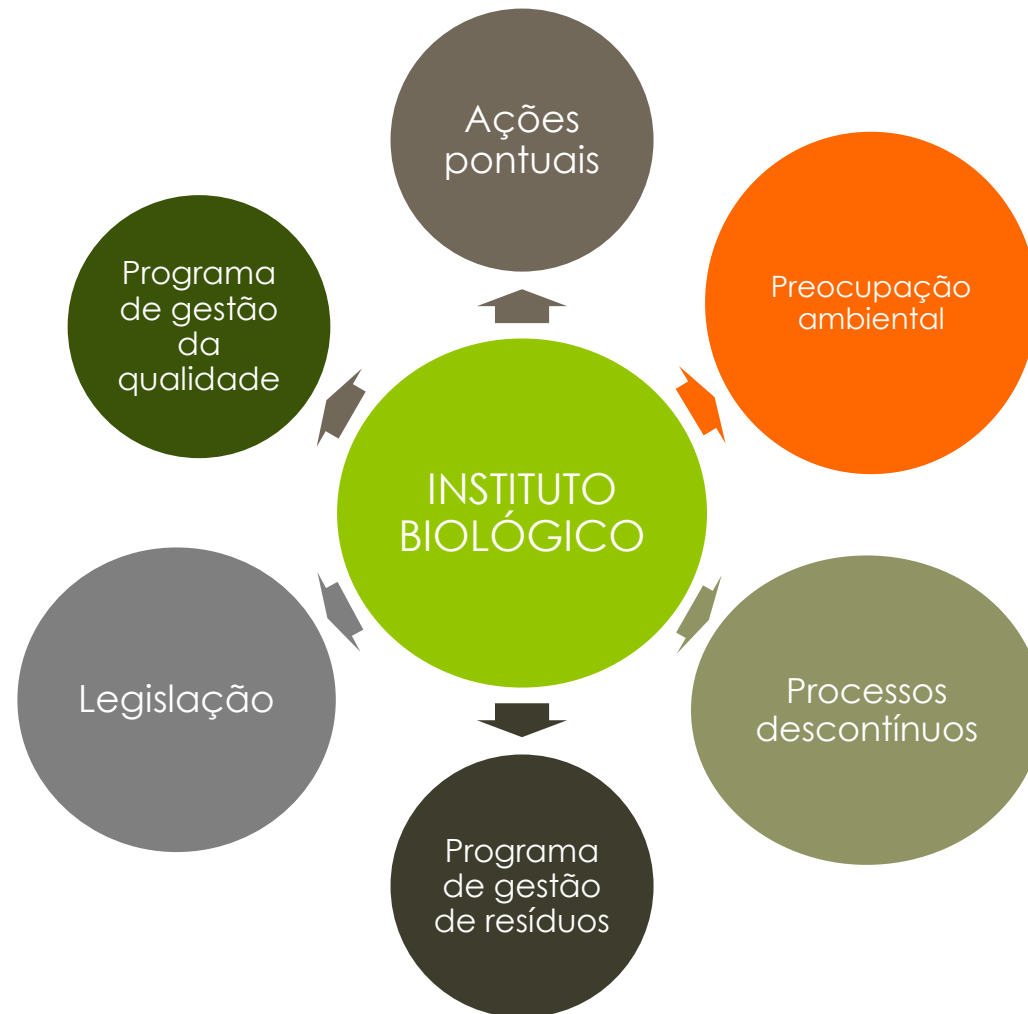 Ações
pontuais
Preocupação
ambiental
Programa
de gestão
da
qualidade
INSTITUTO
BIOLÓGICO
Legislação
Processos
descontínuos
Programa
de gestão
de resíduos